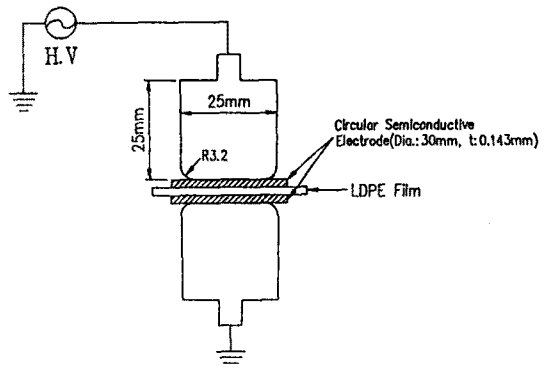 H.V
25mm
25mm
R3.2
Circular Semiconductive
Electrode(Dia.:30mm, t:0.143mm)
LDPE Film